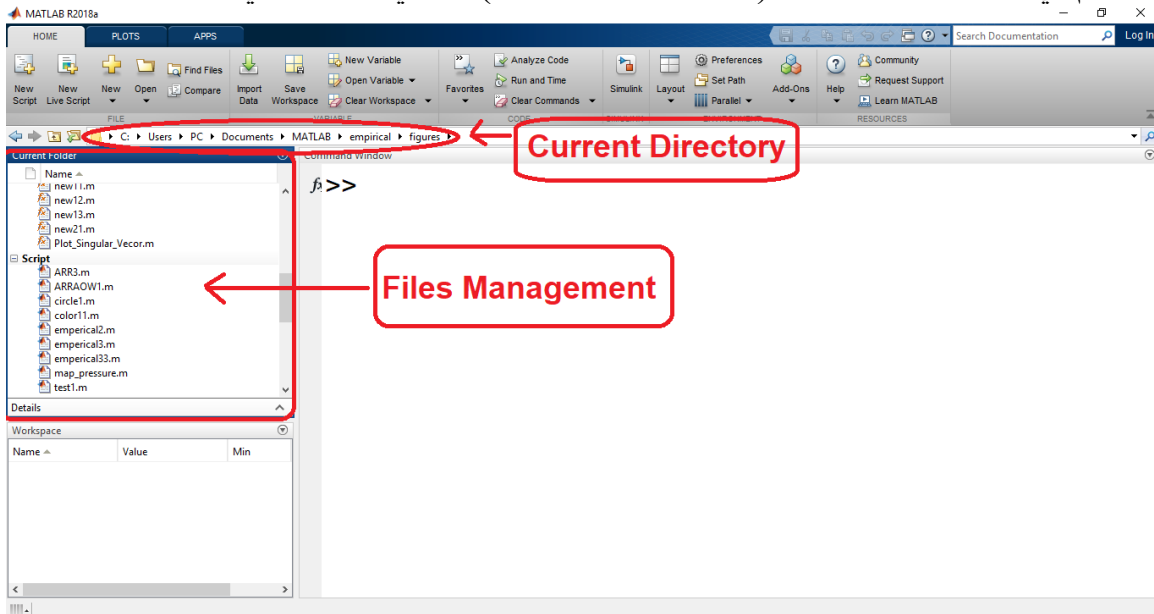 MATLAB R2018a
HOME PLOTS APPS
Search Documentation Log In
New Script
New Live Script
New
Open
Find Files
Compare
Import Data
Save Workspace
New Variable
Open Variable
Clear Workspace
Favorites
Analyze Code
Run and Time
Clear Commands
Simulink
Layout
Preferences
Set Path
Parallel
Add-Ons
Help
Community
Request Support
Learn MATLAB
FILE VARIABLE CODE SIMULINK ENVIRONMENT RESOURCES
C: Users PC Documents MATLAB empirical figures
Current Directory
Current Folder
Command Window
Name
fx >>
new11.m
new12.m
new13.m
new21.m
Plot_Singular_Vecor.m
Script
ARR3.m
ARRAOW1.m
circle1.m
color11.m
emperical2.m
emperical3.m
emperical33.m
map_pressure.m
test1.m
Files Management
Details
Workspace
Name Value Min